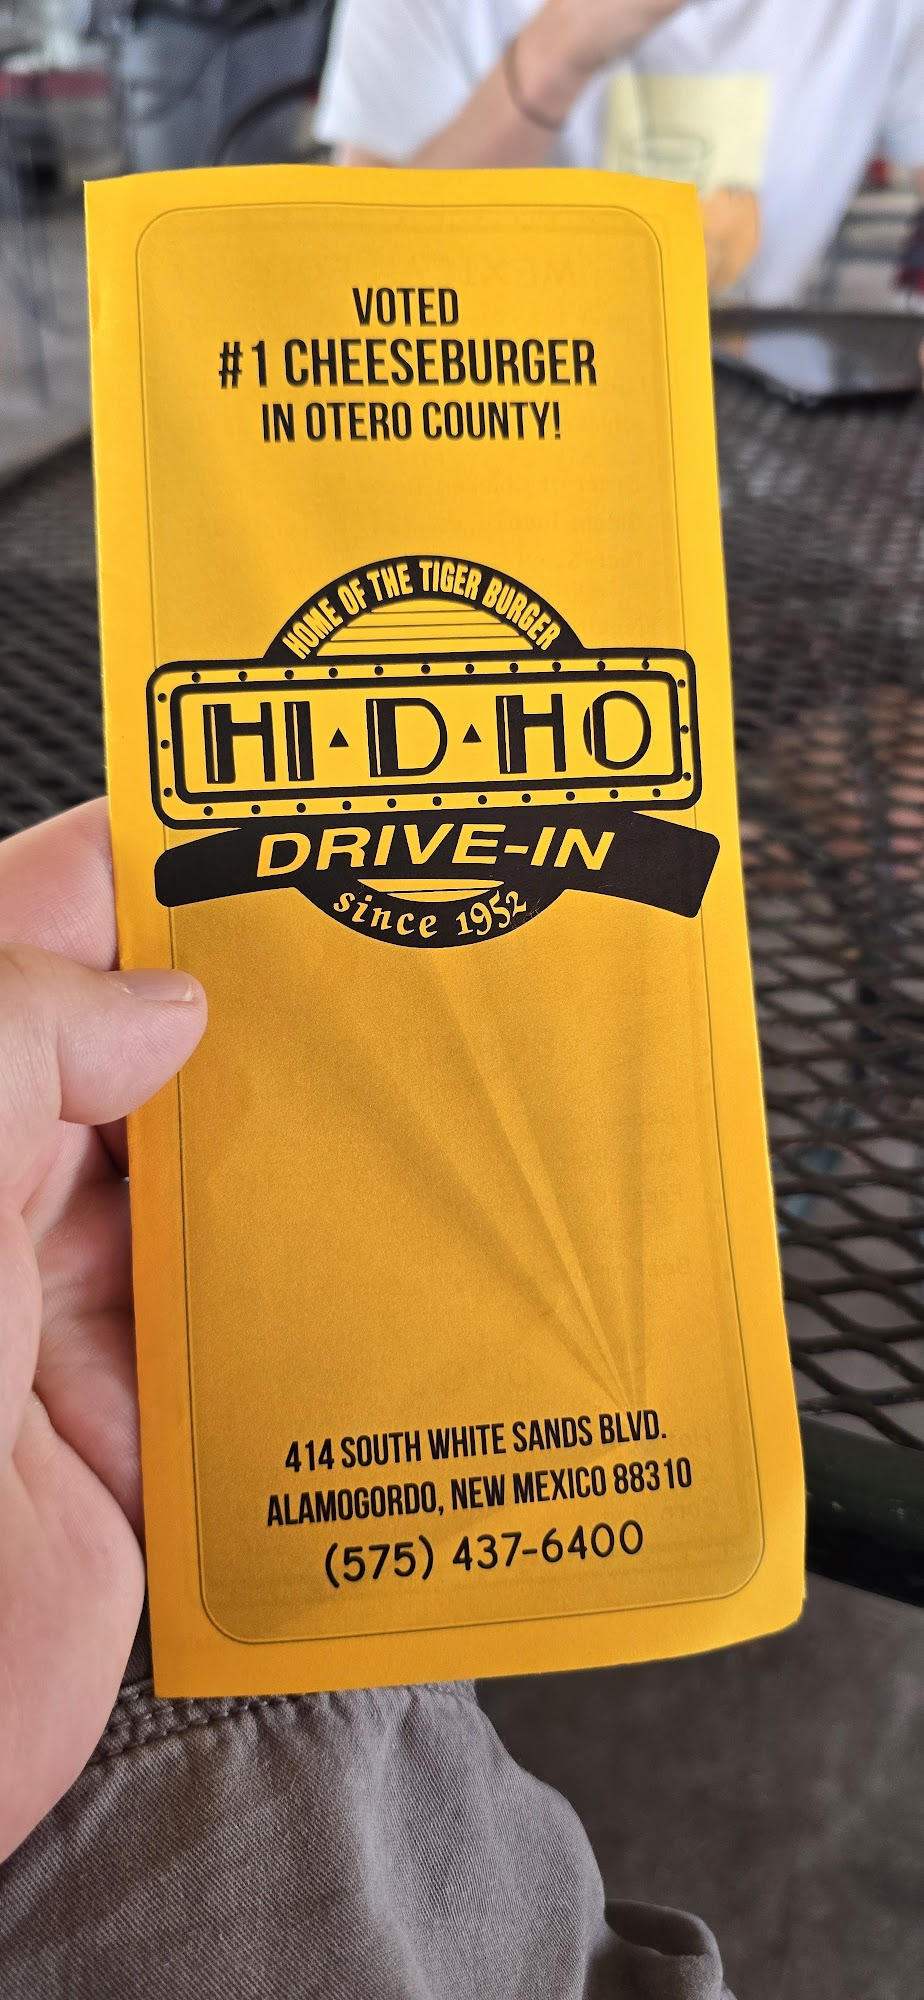 VOTED
#1 CHEESEBURGER
IN OTERO COUNTY!
HOME OF THE TIGER BURGER
HI-D-HO
DRIVE-IN
since 1952
414 SOUTH WHITE SANDS BLVD.
ALAMOGORDO, NEW MEXICO 88310
(575) 437-6400